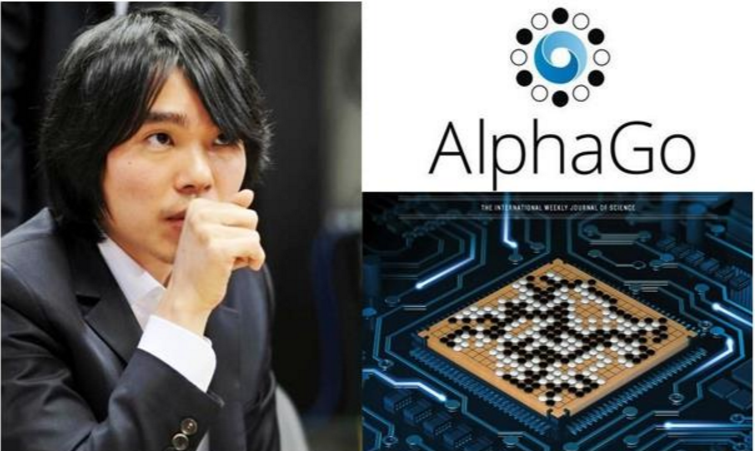 AlphaGo
THE INTERNATIONAL WEEKLY JOURNAL OF SCIENCE